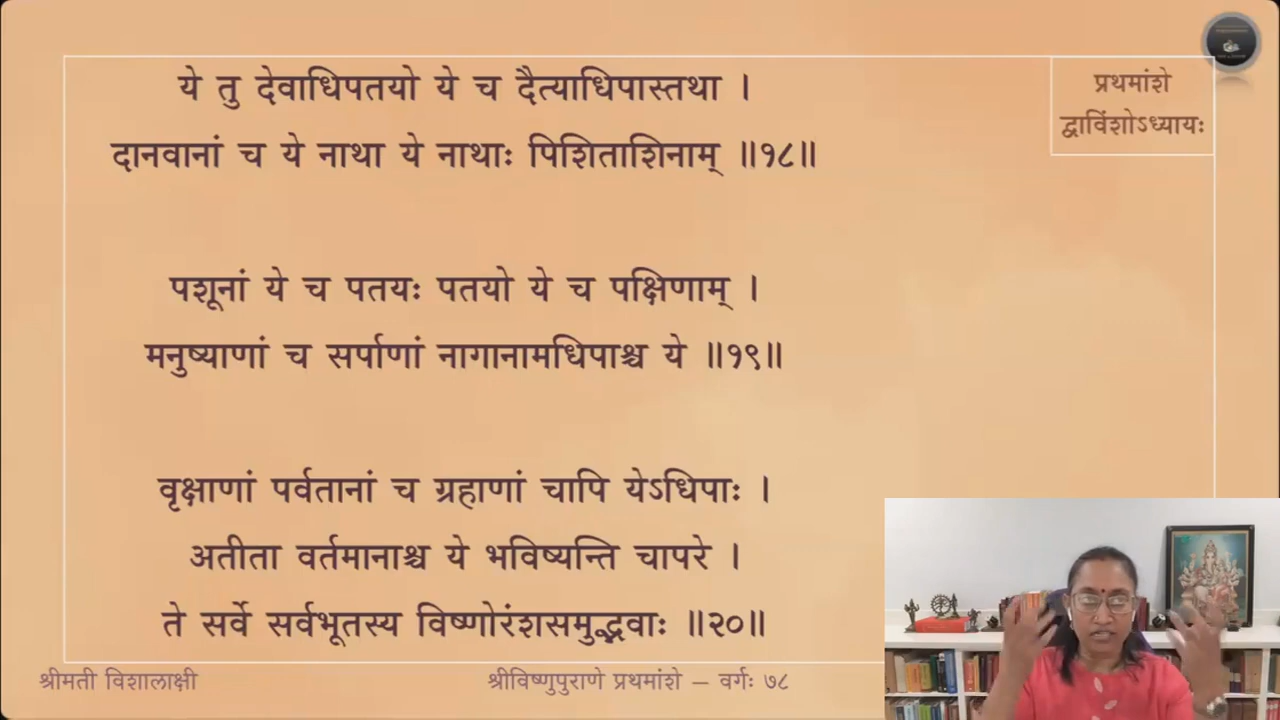 प्रथमांशे
द्वाविंशोऽध्यायः
ये तु देवाधिपतयो ये च दैत्याधिपास्तथा ।
दानवानां च ये नाथा ये नाथाः पिशिताशिनाम् ॥१८॥
पशूनां ये च पतयः पतयो ये च पक्षिणाम् ।
मनुष्याणां च सर्पाणां नागानामधिपाश्च ये ॥१९॥
वृक्षाणां पर्वतानां च ग्रहाणां चापि येऽधिपाः ।
अतीता वर्तमानाश्च ये भविष्यन्ति चापरे ।
ते सर्वे सर्वभूतस्य विष्णोरंशसमुद्भवाः ॥२०॥
श्रीमती विशालाक्षी
श्रीविष्णुपुराणे प्रथमांशे – वर्गः ७८